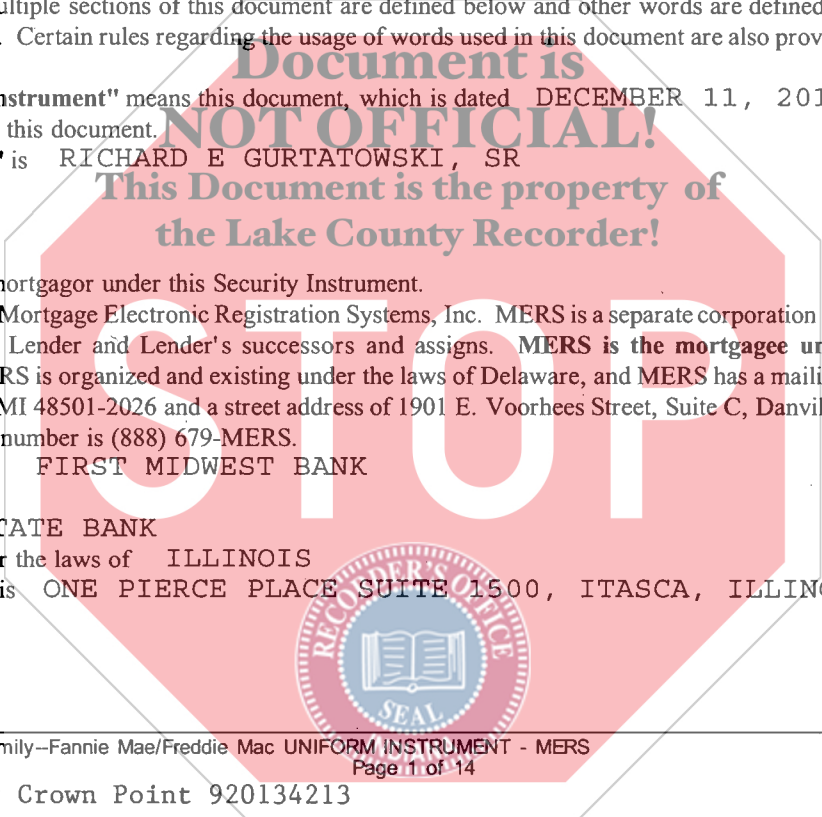 ultiple sections of this document are defined below and other words are defined
. Certain rules regarding the usage of words used in this document are also prov
Document is
nstrument" means this document, which is dated DECEMBER 11, 201
this document.
NOT OFFICIAL!
" is RICHARD E GURTATOWSKI, SR
This Document is the property of
the Lake County Recorder!
nortgagor under this Security Instrument.
Mortgage Electronic Registration Systems, Inc. MERS is a separate corporation
Lender and Lender's successors and assigns. MERS is the mortgagee un
RS is organized and existing under the laws of Delaware, and MERS has a maili
MI 48501-2026 and a street address of 1901 E. Voorhees Street, Suite C, Danvil
number is (888) 679-MERS.
STOP
FIRST MIDWEST BANK
TATE BANK
r the laws of ILLINOIS
is ONE PIERCE PLACE SUITE 1500, ITASCA, ILLINO
RECORDER'S OFFICE
SEAL
INDIANA
mily--Fannie Mae/Freddie Mac UNIFORM INSTRUMENT - MERS
Page 1 of 14
Crown Point 920134213